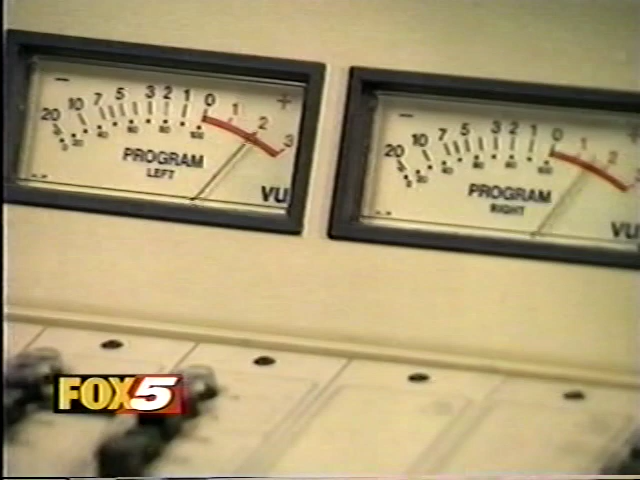 − 20 10 7 5 3 2 1 0 1 2 3 +
PROGRAM
LEFT
VU
− 20 10 7 5 3 2 1 0 1 2
PROGRAM
RIGHT
VU
FOX5